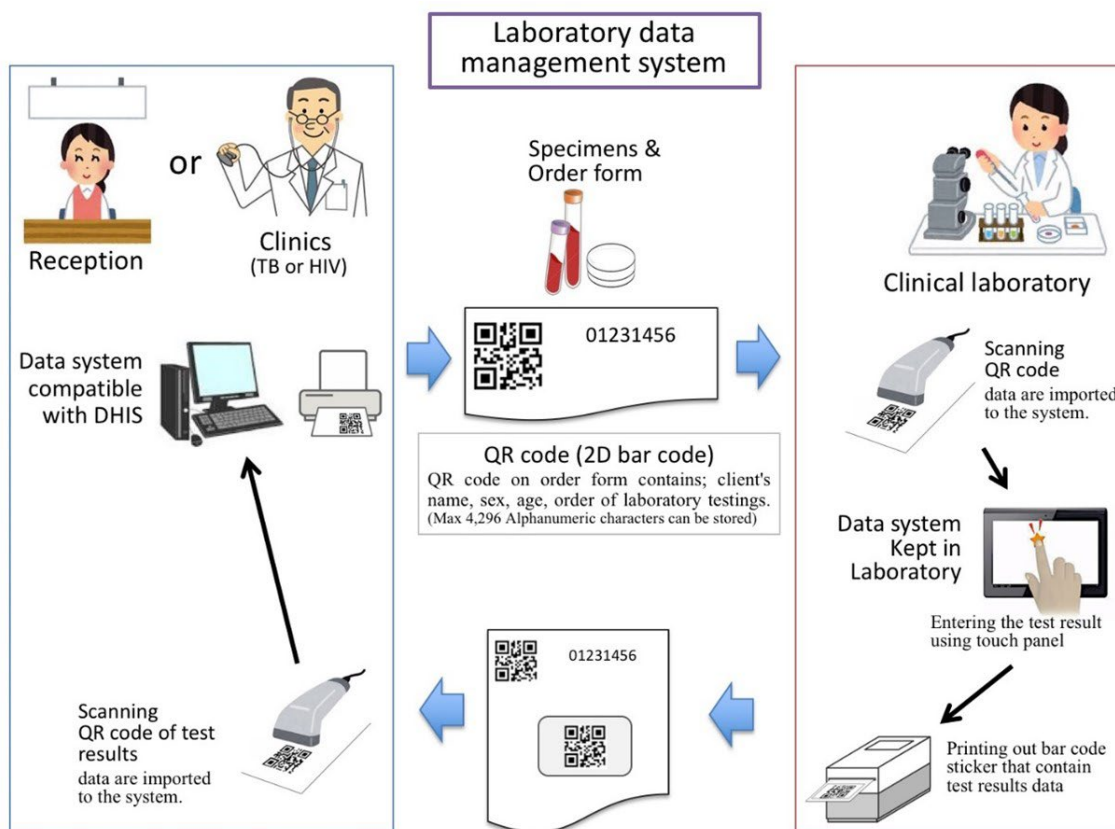 Laboratory data
management system
or
Reception
Clinics
(TB or HIV)
Data system
compatible
with DHIS
Scanning
QR code of test
results
data are imported
to the system.
Specimens &
Order form
01231456
QR code (2D bar code)
QR code on order form contains; client's
name, sex, age, order of laboratory testings.
(Max 4,296 Alphanumeric characters can be stored)
01231456
Clinical laboratory
Scanning
QR code
data are imported
to the system.
Data system
Kept in
Laboratory
Entering the test result
using touch panel
Printing out bar code
sticker that contain
test results data